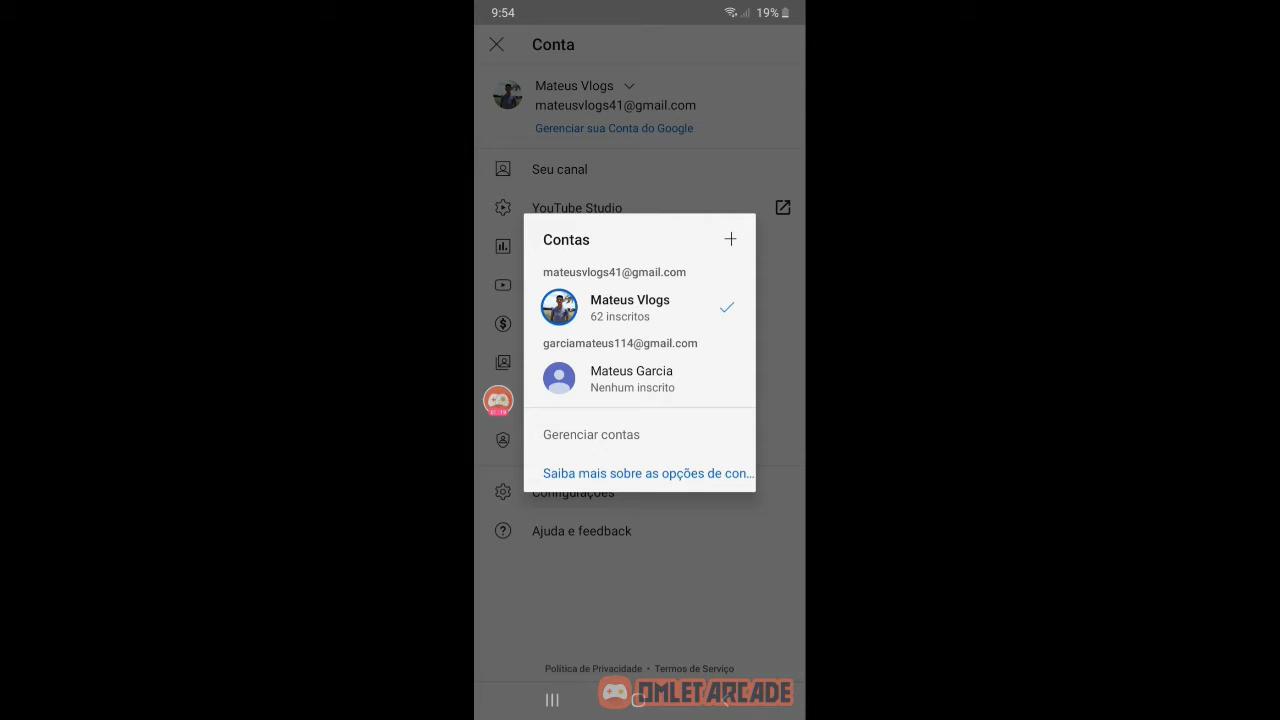 9:54
19%
Conta
Mateus Vlogs
mateusvlogs41@gmail.com
Gerenciar sua Conta do Google
Seu canal
YouTube Studio
Contas
mateusvlogs41@gmail.com
Mateus Vlogs
62 inscritos
garciamateus114@gmail.com
Mateus Garcia
Nenhum inscrito
Gerenciar contas
Saiba mais sobre as opções de con...
Configurações
Ajuda e feedback
Política de Privacidade • Termos de Serviço
OMLET ARCADE